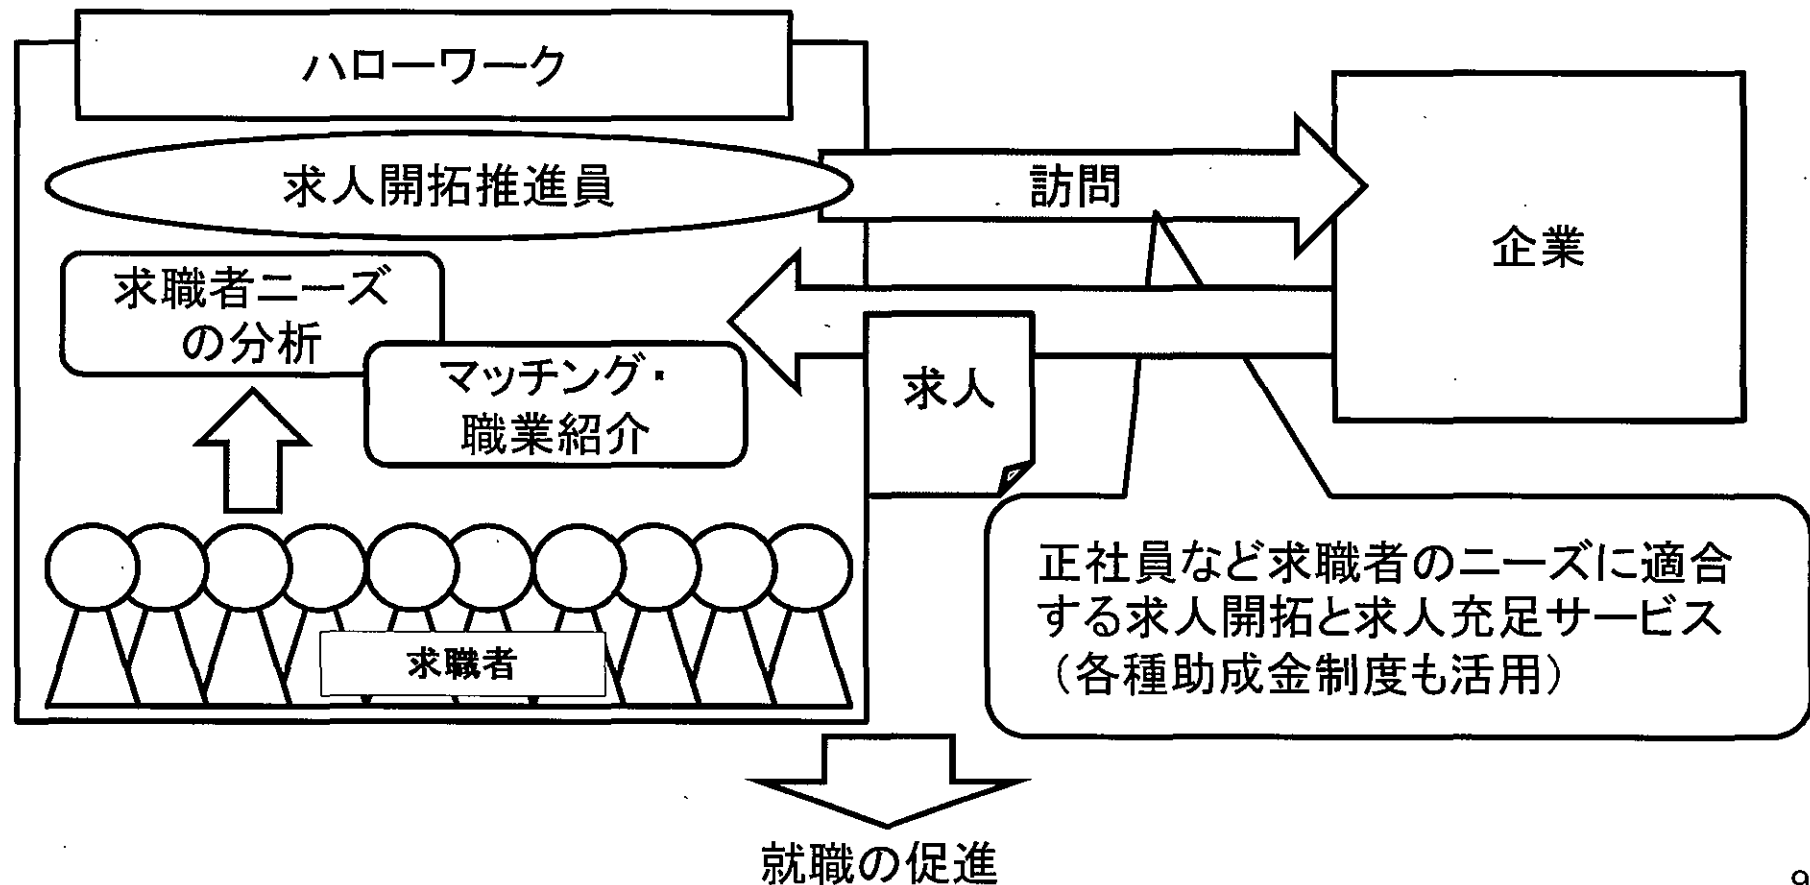 ハローワーク
求人開拓推進員
訪問
企業
求職者ニーズ
の分析
マッチング・
職業紹介
求人
求職者
正社員など求職者のニーズに適合
する求人開拓と求人充足サービス
（各種助成金制度も活用）
就職の促進
9